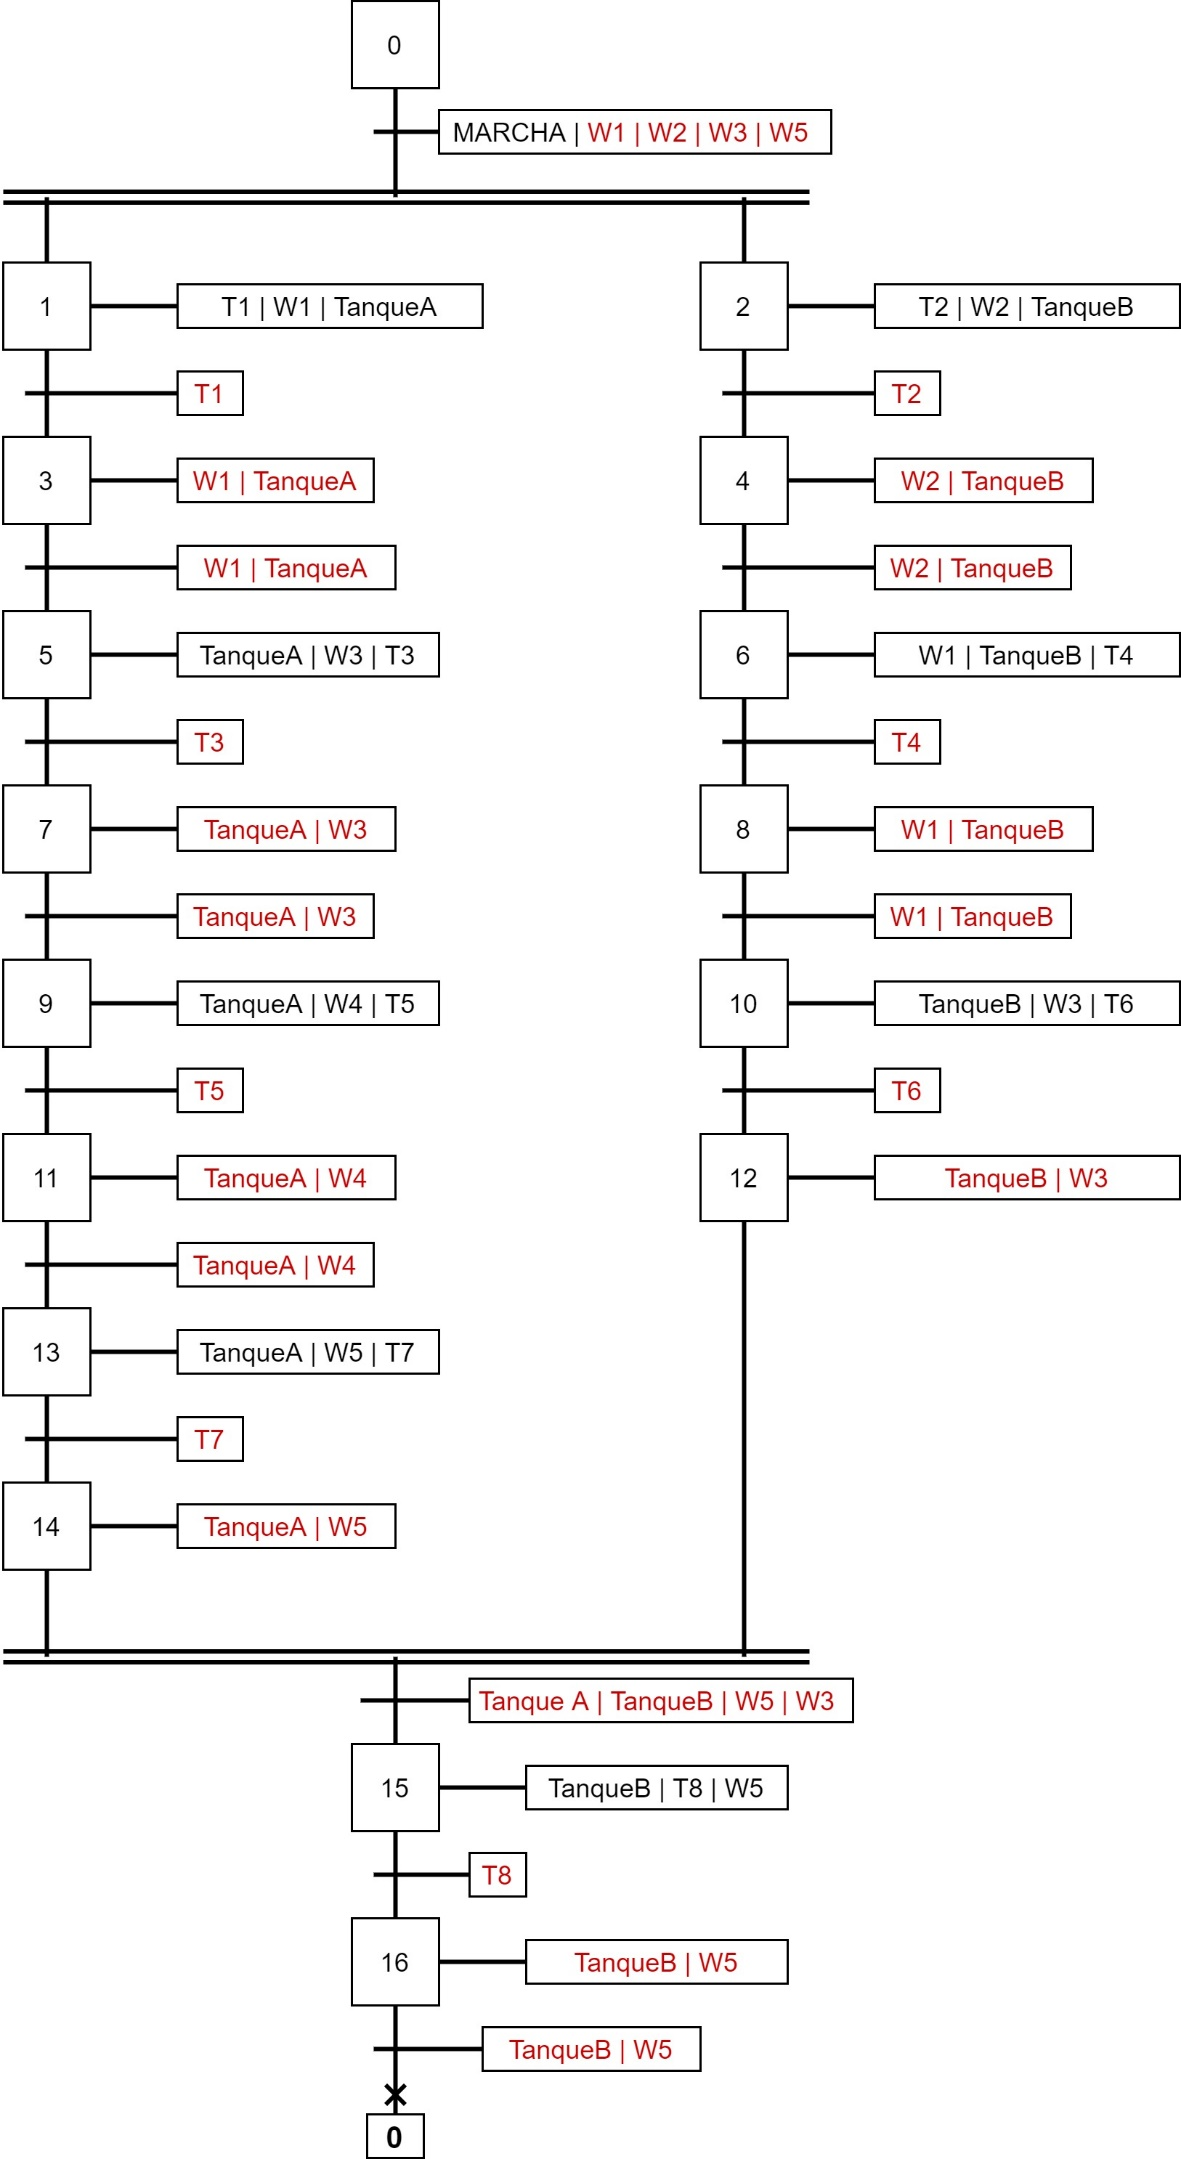 0
MARCHA | W1 | W2 | W3 | W5
1
T1 | W1 | TanqueA
2
T2 | W2 | TanqueB
T1
T2
3
W1 | TanqueA
4
W2 | TanqueB
W1 | TanqueA
W2 | TanqueB
5
TanqueA | W3 | T3
6
W1 | TanqueB | T4
T3
T4
7
TanqueA | W3
8
W1 | TanqueB
TanqueA | W3
W1 | TanqueB
9
TanqueA | W4 | T5
10
TanqueB | W3 | T6
T5
T6
11
TanqueA | W4
12
TanqueB | W3
TanqueA | W4
13
TanqueA | W5 | T7
T7
14
TanqueA | W5
Tanque A | TanqueB | W5 | W3
15
TanqueB | T8 | W5
T8
16
TanqueB | W5
TanqueB | W5
0